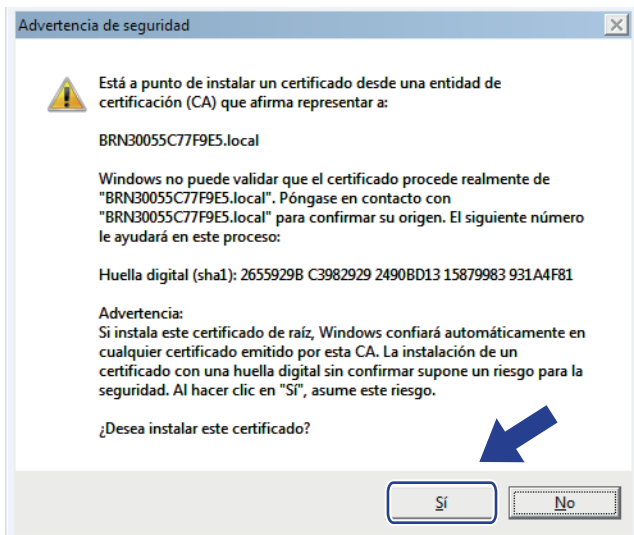 Advertencia de seguridad
Está a punto de instalar un certificado desde una entidad de
certificación (CA) que afirma representar a:
BRN30055C77F9E5.local
Windows no puede validar que el certificado procede realmente de
"BRN30055C77F9E5.local". Póngase en contacto con
"BRN30055C77F9E5.local" para confirmar su origen. El siguiente número
le ayudará en este proceso:
Huella digital (sha1): 2655929B C3982929 2490BD13 15879983 931A4F81
Advertencia:
Si instala este certificado de raíz, Windows confiará automáticamente en
cualquier certificado emitido por esta CA. La instalación de un
certificado con una huella digital sin confirmar supone un riesgo para la
seguridad. Al hacer clic en "Sí", asume este riesgo.
¿Desea instalar este certificado?
Sí No